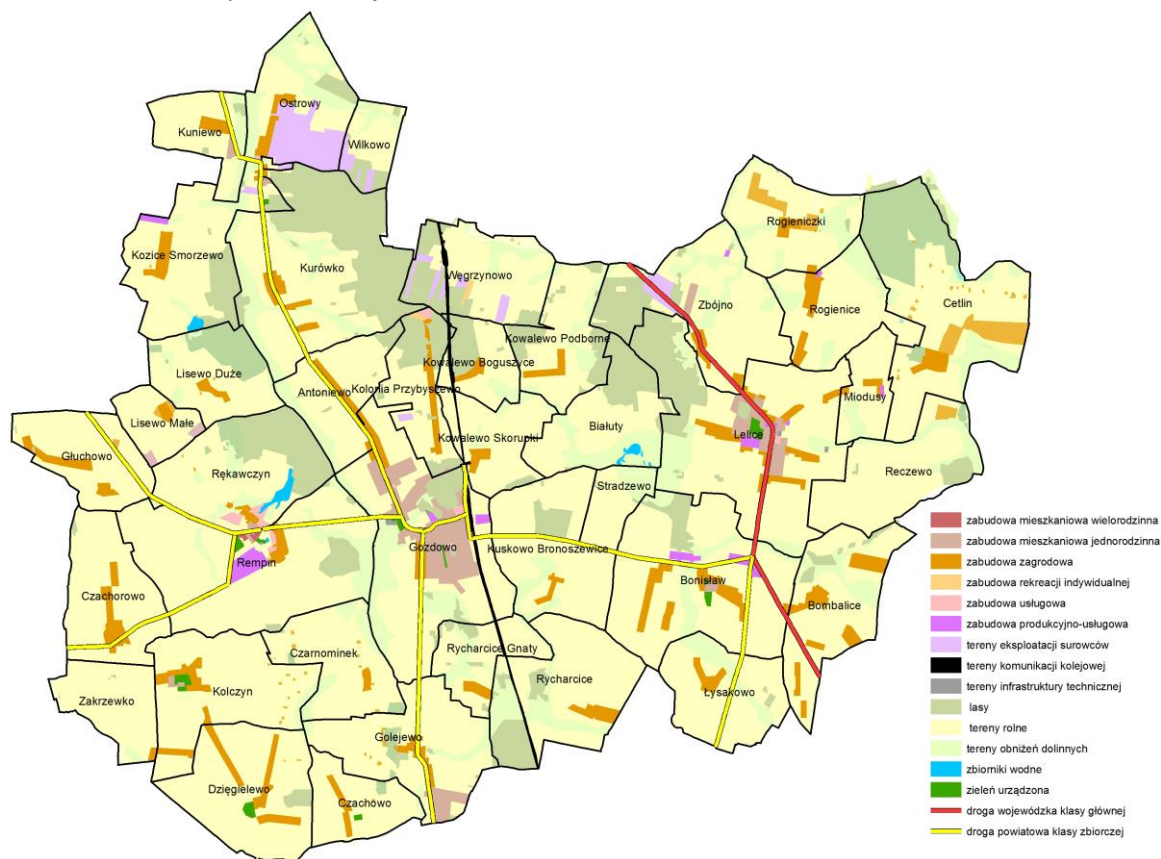 Ostrowy
Kuniewo
Wilkowo
Rogieniczki
Kozice Smorzewo
Kurówko
Węgrzynowo
Zbójno
Rogienice
Cetlin
Kowalewo Podborne
Kowalewo Boguszyce
Lisewo Duże
Kolonia Przybyszewo
Antoniewo
Miodusy
Lisewo Małe
Białuty
Lelice
Kowalewo Skorupki
Głuchowo
Rękawczyn
Reczewo
Stradzewo
Gozdowo
Kuskowo Bronoszewice
Rempin
Bonisław
Czachorowo
Bombalice
Czarnominek
Rycharcice Gnaty
Rycharcice
Kolczyn
Zakrzewko
Łysakowo
Golejewo
Dzięgielewo
Czachowo
zabudowa mieszkaniowa wielorodzinna
zabudowa mieszkaniowa jednorodzinna
zabudowa zagrodowa
zabudowa rekreacji indywidualnej
zabudowa usługowa
zabudowa produkcyjno-usługowa
tereny eksploatacji surowców
tereny komunikacji kolejowej
tereny infrastruktury technicznej
lasy
tereny rolne
tereny obniżeń dolinnych
zbiorniki wodne
zieleń urządzona
droga wojewódzka klasy głównej
droga powiatowa klasy zbiorczej